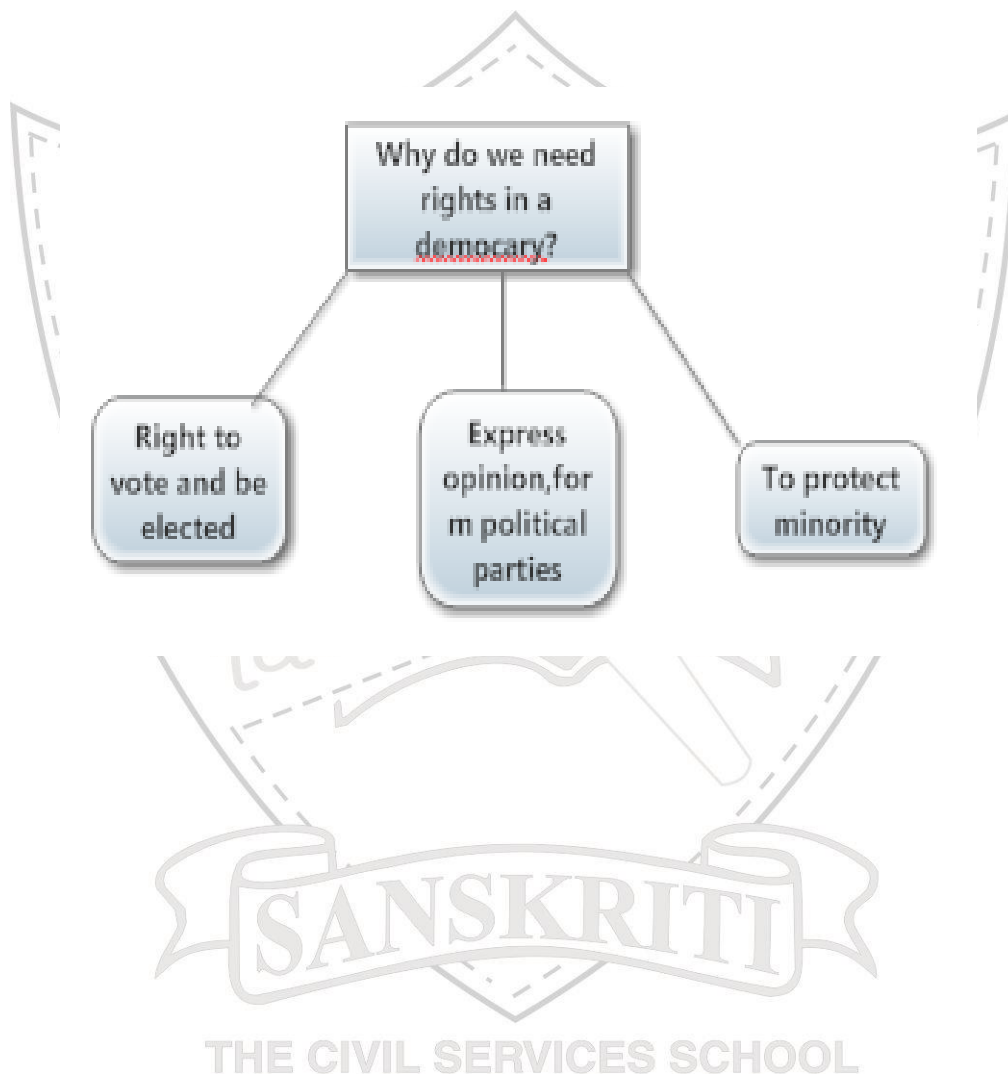 Why do we need
rights in a
democary?
Right to
vote and be
elected
Express
opinion,for
m political
parties
To protect
minority
SANSKRITI
THE CIVIL SERVICES SCHOOL